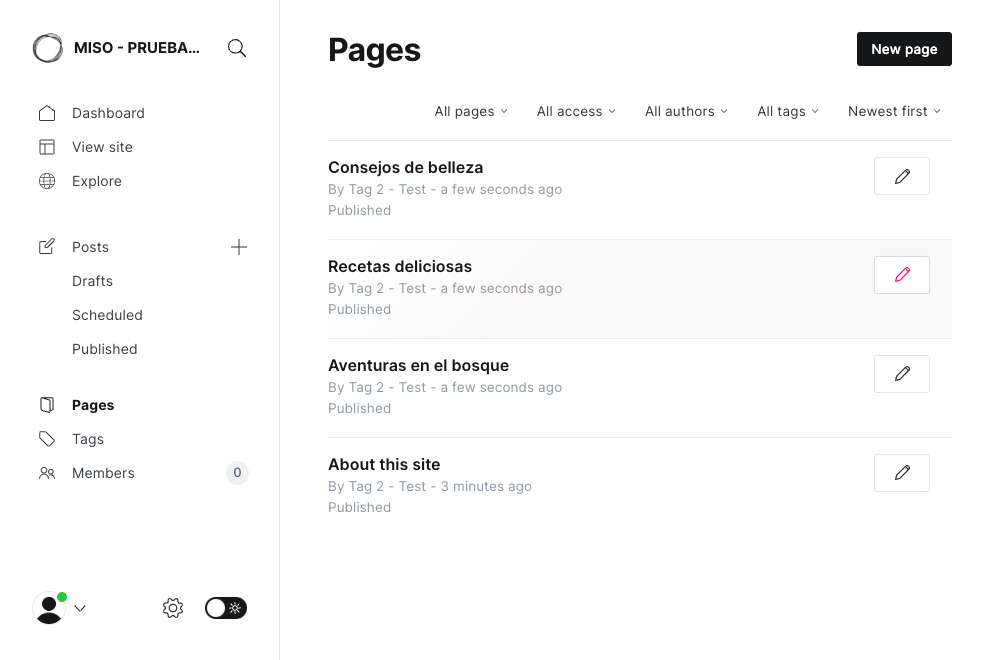 MISO - PRUEBA...
Dashboard
View site
Explore
Posts
Drafts
Scheduled
Published
Pages
Tags
Members 0
Pages
New page
All pages All access All authors All tags Newest first
Consejos de belleza
By Tag 2 - Test - a few seconds ago
Published
Recetas deliciosas
By Tag 2 - Test - a few seconds ago
Published
Aventuras en el bosque
By Tag 2 - Test - a few seconds ago
Published
About this site
By Tag 2 - Test - 3 minutes ago
Published